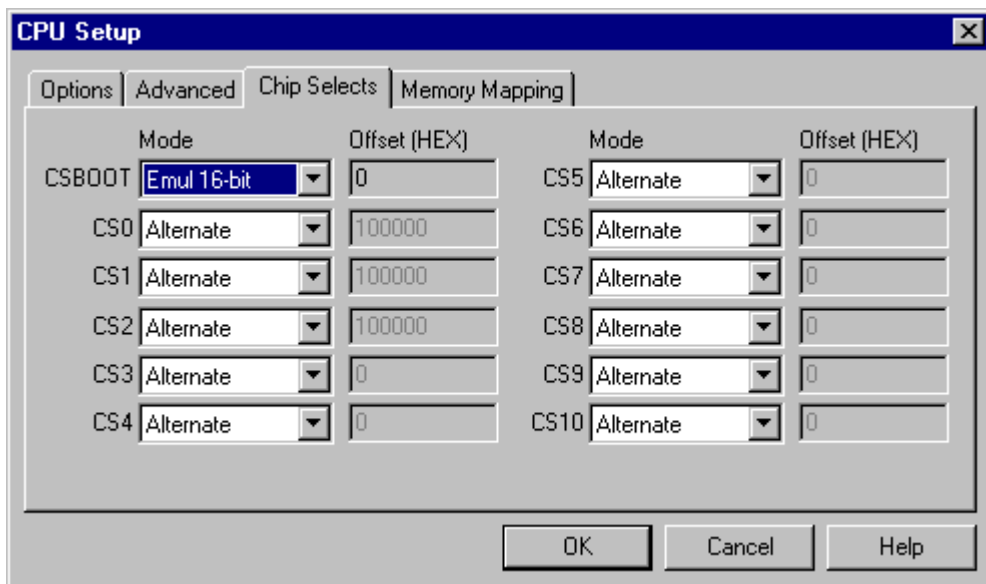 CPU Setup
Options Advanced Chip Selects Memory Mapping
Mode Offset (HEX) Mode Offset (HEX)
CSBOOT Emul 16-bit 0 CS5 Alternate 0
CS0 Alternate 100000 CS6 Alternate 0
CS1 Alternate 100000 CS7 Alternate 0
CS2 Alternate 100000 CS8 Alternate 0
CS3 Alternate 0 CS9 Alternate 0
CS4 Alternate 0 CS10 Alternate 0
OK Cancel Help